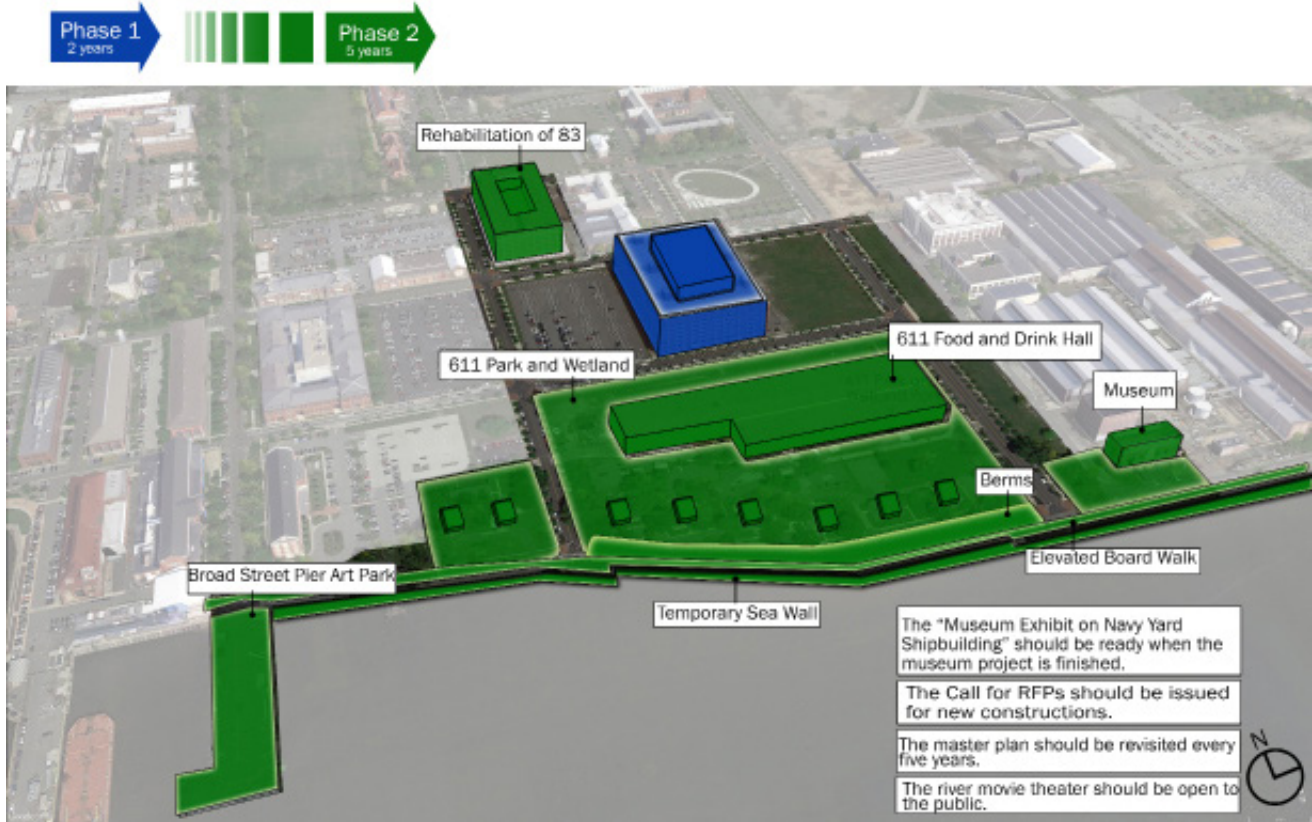 Phase 1
2 years
Phase 2
5 years
Rehabilitation of 83
611 Food and Drink Hall
611 Park and Wetland
Museum
Berms
Elevated Board Walk
Broad Street Pier Art Park
Temporary Sea Wall
The "Museum Exhibit on Navy Yard
Shipbuilding" should be ready when the
museum project is finished.
The Call for RFPs should be issued
for new constructions.
The master plan should be revisited every
five years.
The river movie theater should be open to
the public.
N